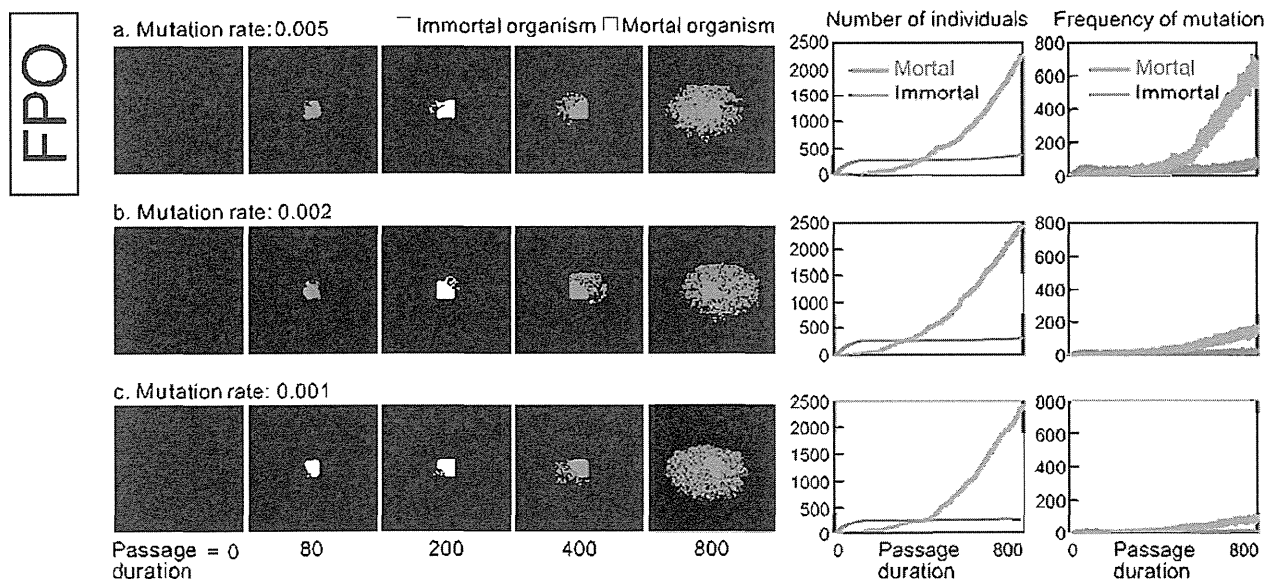 FPO
a. Mutation rate: 0.005
Immortal organism
Mortal organism
Number of individuals
2500
2000
1500
1000
500
0
Mortal
Immortal
Frequency of mutation
800
600
400
200
0
Mortal
Immortal
b. Mutation rate: 0.002
2500
2000
1500
1000
500
0
800
600
400
200
0
c. Mutation rate: 0.001
2500
2000
1500
1000
500
0
800
600
400
200
0
Passage = 0 80 200 400 800
duration
0 Passage 800
duration
0 Passage 800
duration